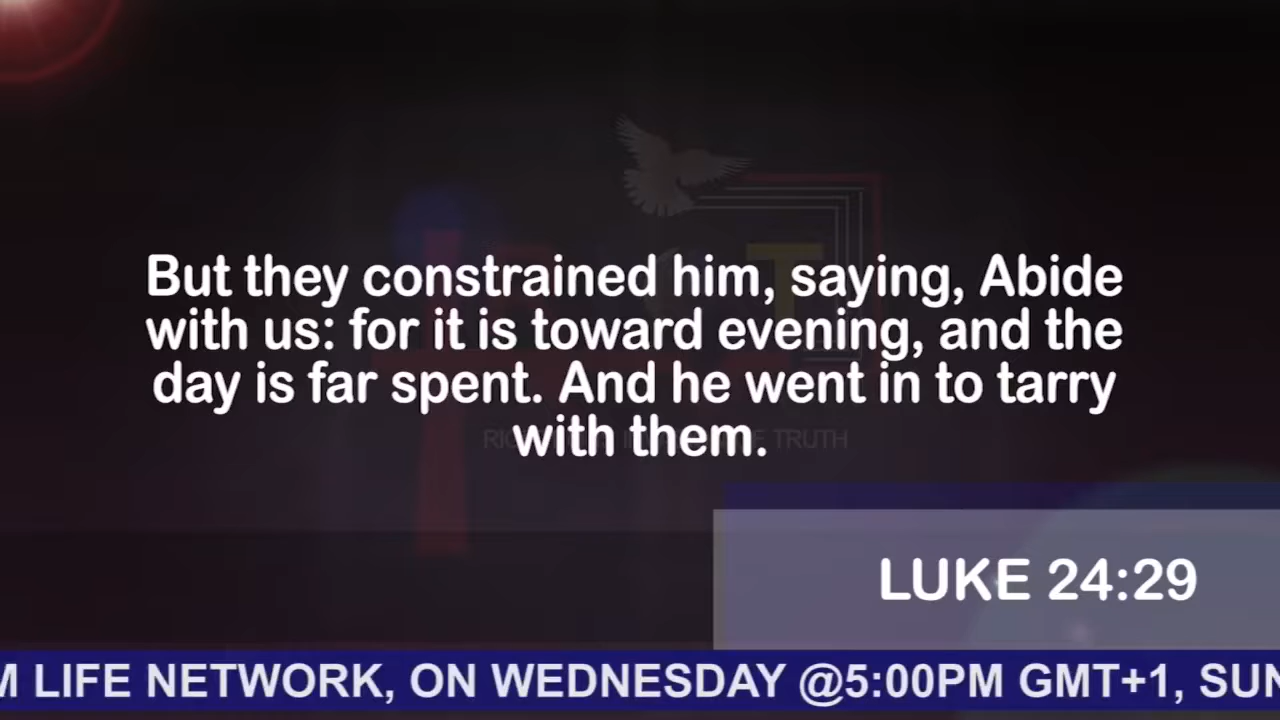 But they constrained him, saying, Abide
with us: for it is toward evening, and the
day is far spent. And he went in to tarry
with them.
TRUTH
LUKE 24:29
LIFE NETWORK, ON WEDNESDAY @5:00PM GMT+1,